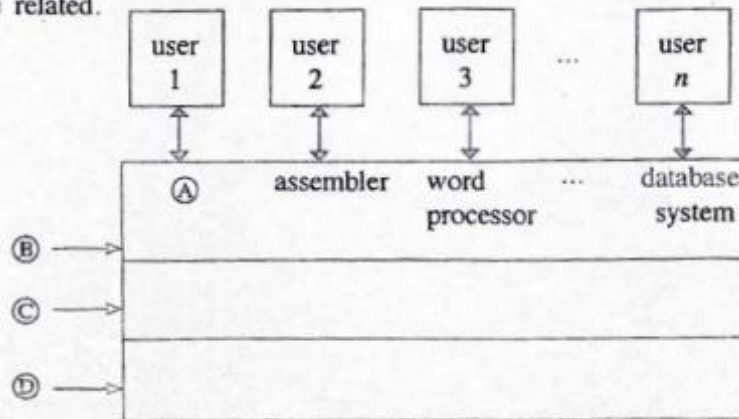 related.
user
1
user
2
user
3
...
user
n
Ⓐ
assembler
word
processor
...
database
system
Ⓑ
Ⓒ
Ⓓ